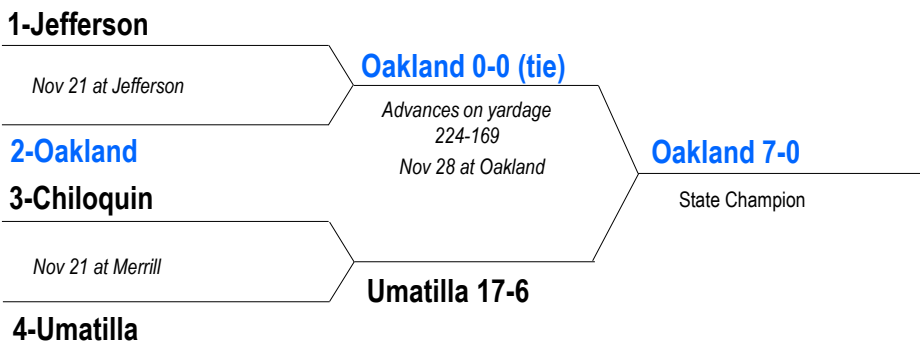 1-Jefferson
Nov 21 at Jefferson
Oakland 0-0 (tie)
Advances on yardage
224-169
Nov 28 at Oakland
2-Oakland
Oakland 7-0
State Champion
3-Chiloquin
Nov 21 at Merrill
Umatilla 17-6
4-Umatilla